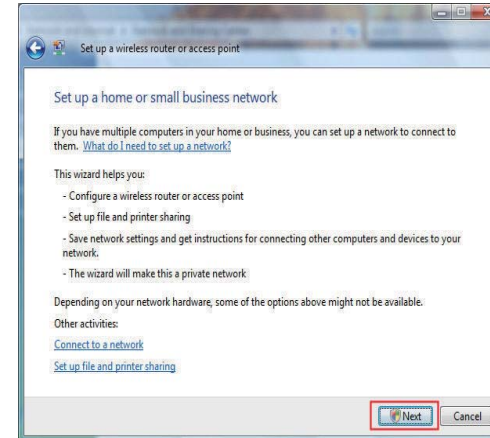 Set up a wireless router or access point
Set up a home or small business network
If you have multiple computers in your home or business, you can set up a network to connect to
them. What do I need to set up a network?
This wizard helps you:
- Configure a wireless router or access point
- Set up file and printer sharing
- Save network settings and get instructions for connecting other computers and devices to your
network.
- The wizard will make this a private network
Depending on your network hardware, some of the options above might not be available.
Other activities:
Connect to a network
Set up file and printer sharing
Next Cancel